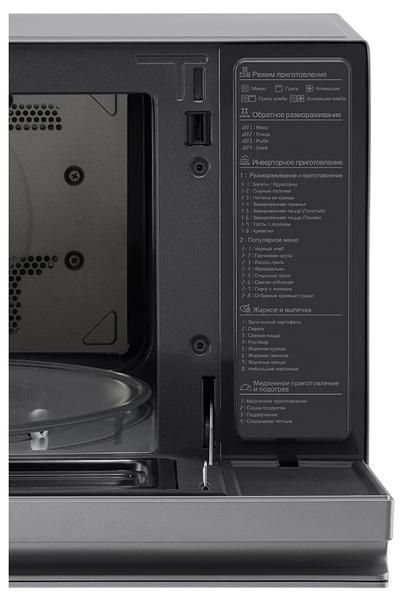 Режим приготовления
: Микро : Гриль : Конвекция
: Гриль комби : Конвекция комби
Обратное размораживание
dEF1 : Мясо
dEF2 : Птица
dEF3 : Рыба
dEF4 : Хлеб
Инверторное приготовление
1 : Размораживание и приготовление
1-1 : Багеты / Круассаны
1-2 : Сырные палочки
1-3 : Наггетсы из курицы
1-4 : Замороженная лазанья
1-5 : Замороженная пицца (Толстый)
1-6 : Замороженная пицца (Тонкий)
1-7 : Тосты с лососем
1-8 : Креветки
2 : Популярное меню
2-1 : Черный хлеб
2-2 : Гречневая крупа
2-3 : Лосось гриль
2-4 : Фрикадельки
2-5 : Открытый пирог
2-6 : Свиная отбивная
2-7 : Пирог с лососем
2-8 : Отбивные куриные грудки
Жаркое и выпечка
1 : Запеченный картофель
2 : Пироги
3 : Свежая пицца
4 : Ростбиф
5 : Жареная курица
6 : Жареная свинина
7 : Жареные овощи
8 : Небольшие пирожные
Медленное приготовление
и подогрев
1 : Медленное приготовление
2 : Сушка продуктов
3 : Поддержание
4 : Сохранение теплым